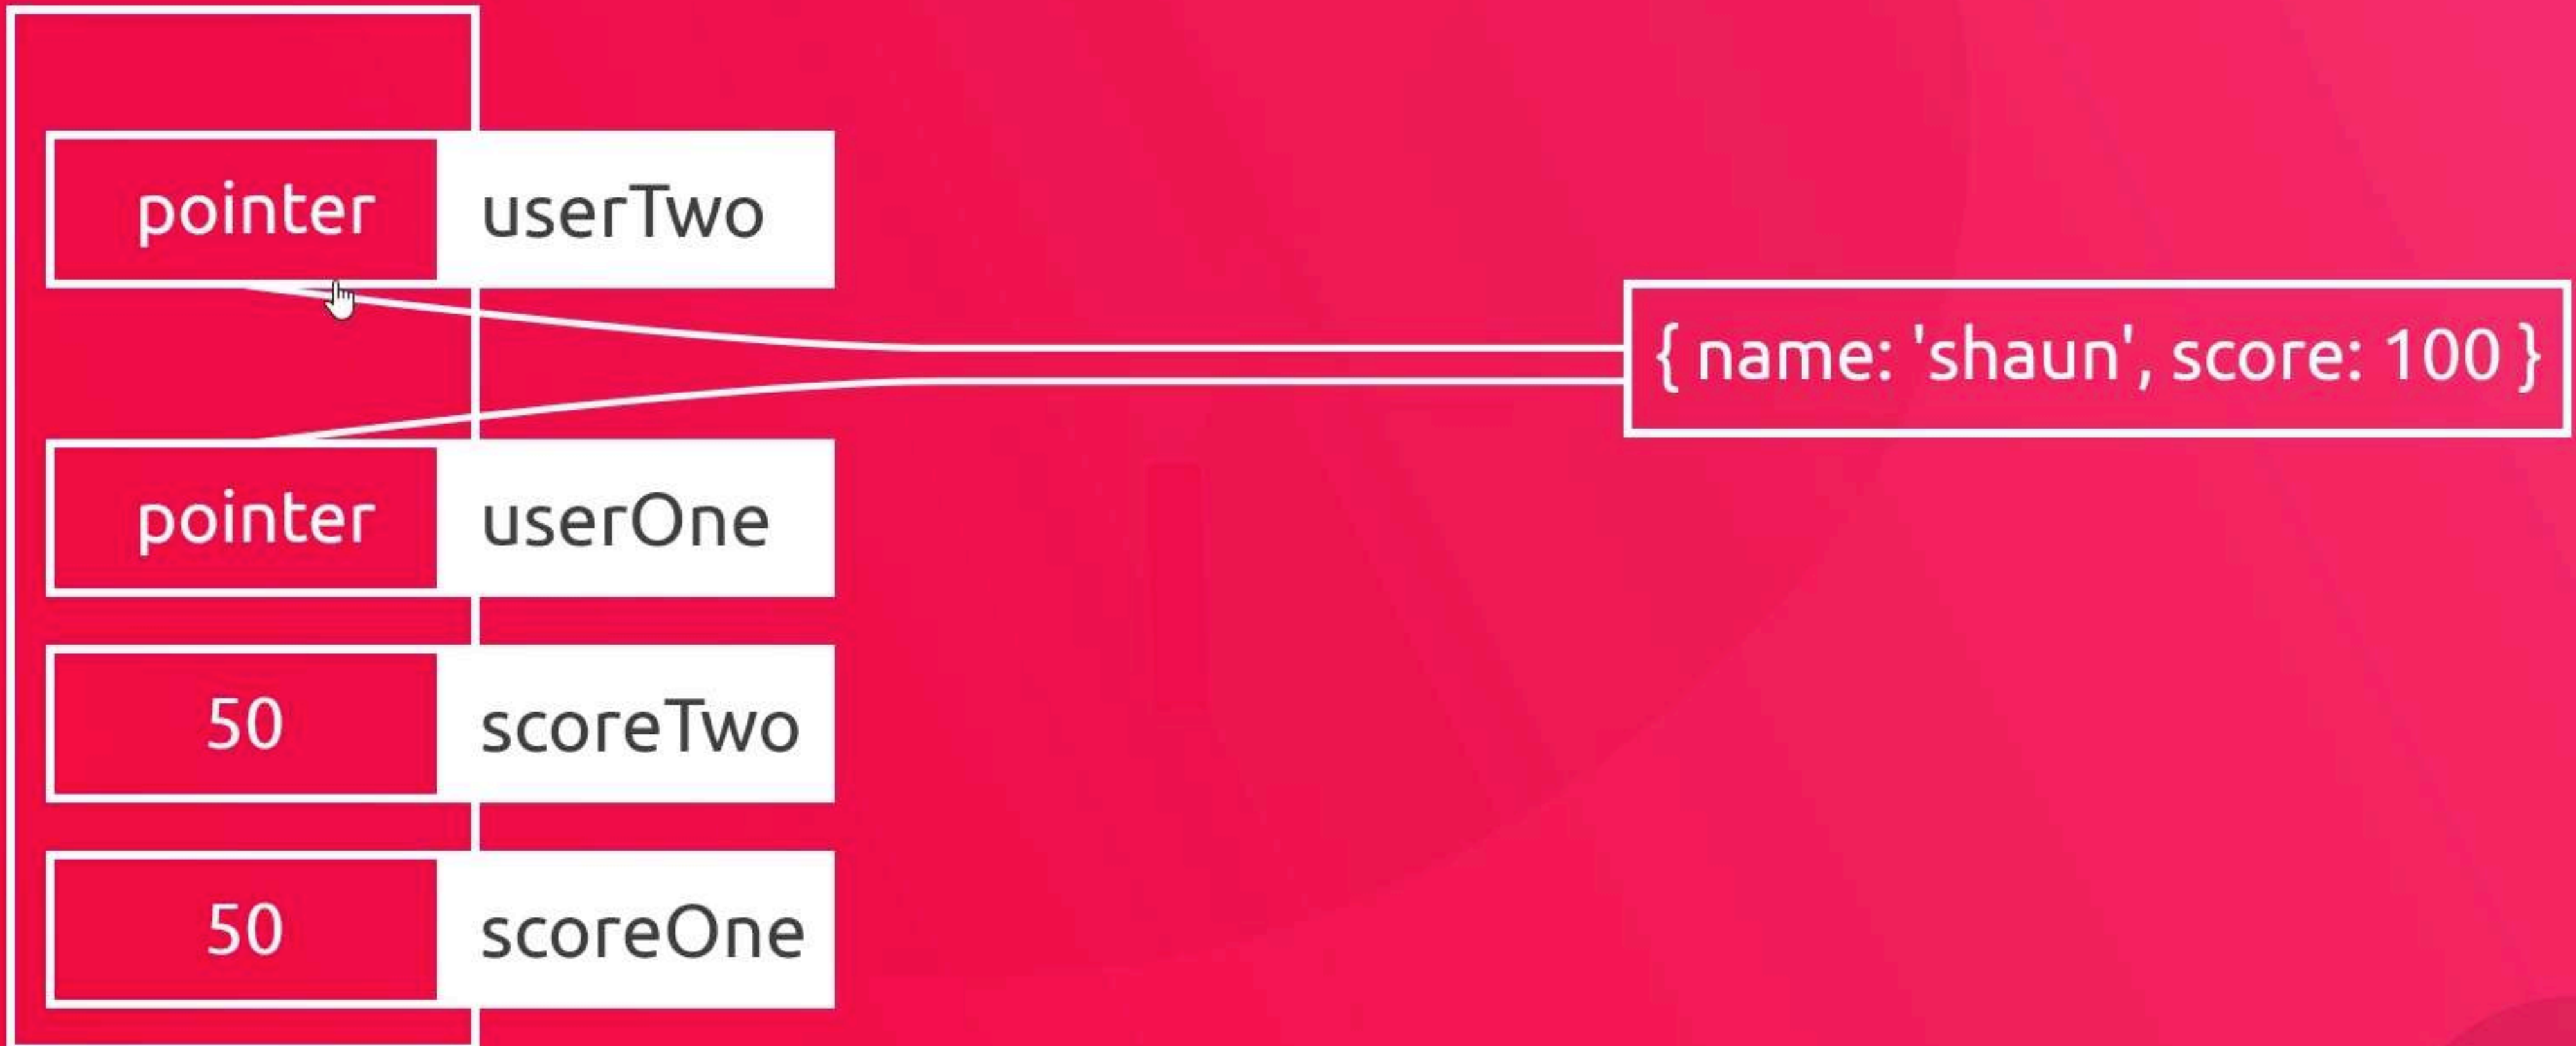 pointer userTwo
{ name: 'shaun', score: 100 }
pointer userOne
50 scoreTwo
50 scoreOne